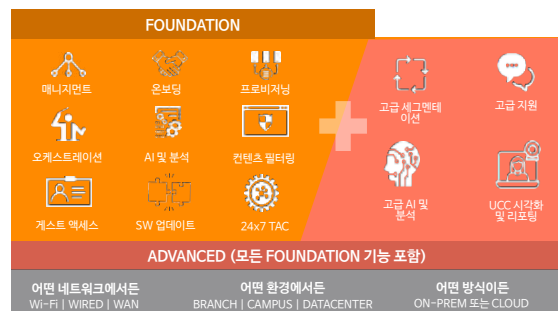 FOUNDATION
매니지먼트
온보딩
프로비저닝
오케스트레이션
AI 및 분석
컨텐츠 필터링
게스트 액세스
SW 업데이트
24x7 TAC
고급 세그멘테
이션
고급 지원
고급 AI 및
분석
UCC 시각화
및 리포팅
ADVANCED (모든 FOUNDATION 기능 포함)
어떤 네트워크에서든
Wi-Fi | WIRED | WAN
어떤 환경에서든
BRANCH | CAMPUS | DATACENTER
어떤 방식이든
ON-PREM 또는 CLOUD